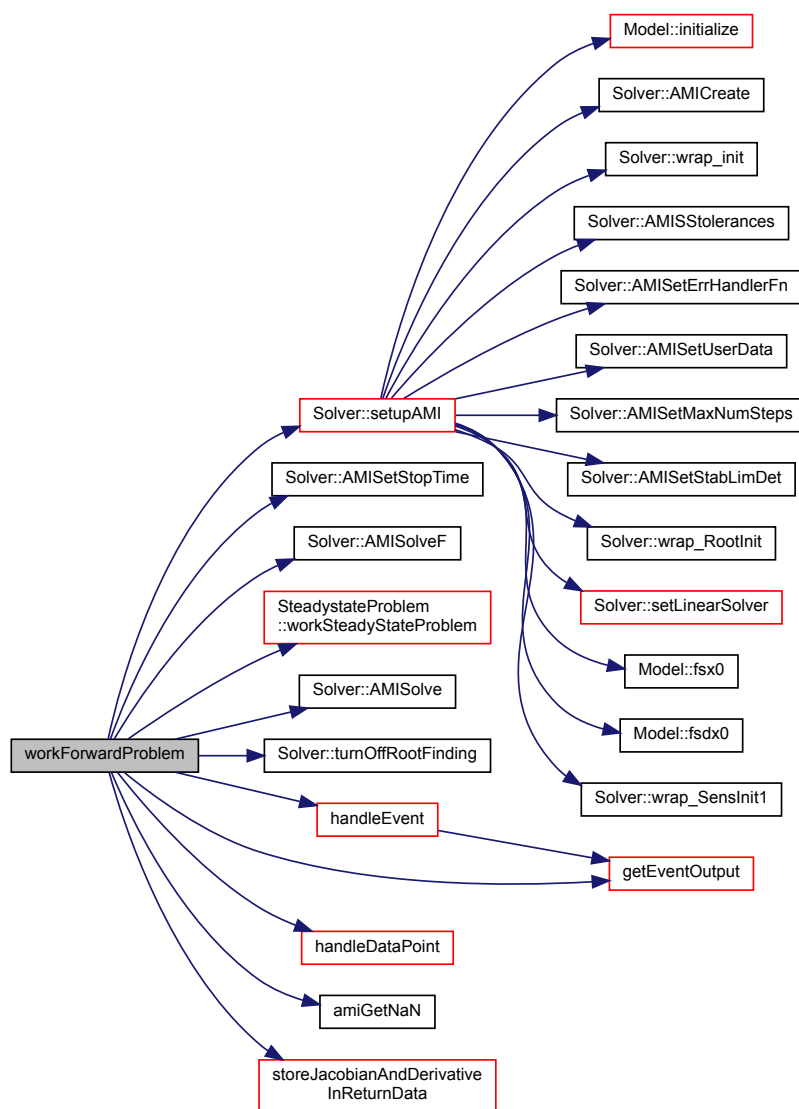 Model::initialize
Solver::AMICreate
Solver::wrap_init
Solver::AMISStolerances
Solver::AMISetErrHandlerFn
Solver::AMISetUserData
Solver::setupAMI
Solver::AMISetMaxNumSteps
Solver::AMISetStopTime
Solver::AMISetStabLimDet
Solver::AMISolveF
Solver::wrap_RootInit
SteadystateProblem
::workSteadyStateProblem
Solver::setLinearSolver
Model::fsx0
Solver::AMISolve
Model::fsdx0
workForwardProblem
Solver::turnOffRootFinding
Solver::wrap_SensInit1
handleEvent
getEventOutput
handleDataPoint
amiGetNaN
storeJacobianAndDerivative
InReturnData